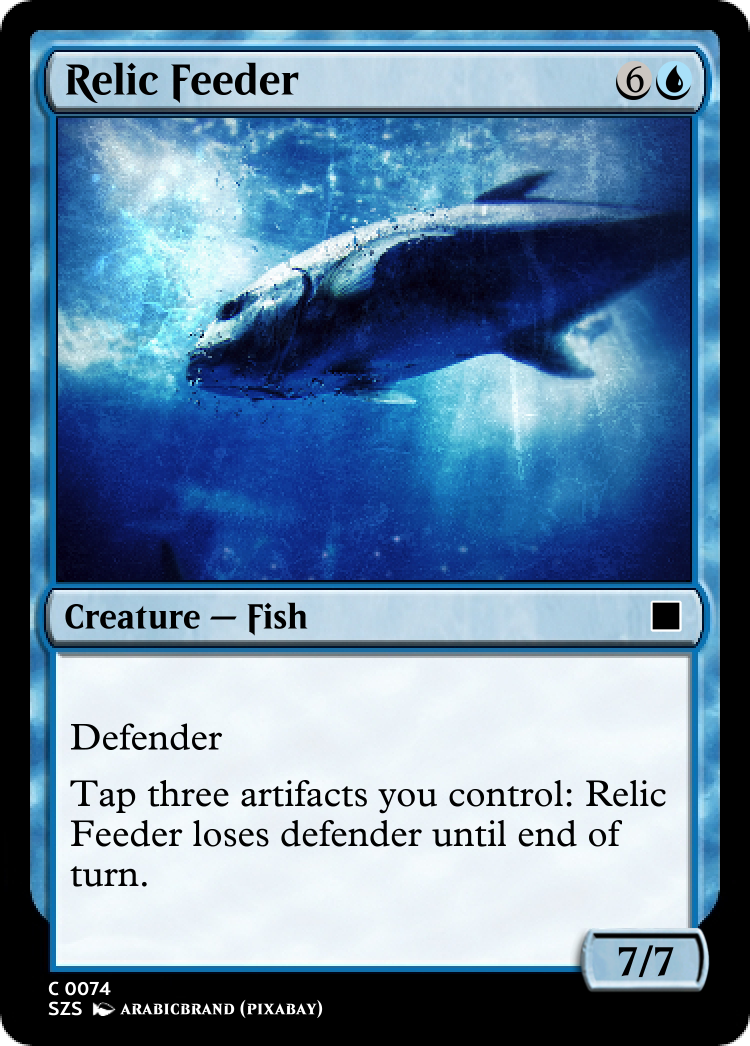 Relic Feeder 6
Creature — Fish
Defender
Tap three artifacts you control: Relic
Feeder loses defender until end of
turn.
7/7
C 0074
SZS ARABICBRAND (PIXABAY)